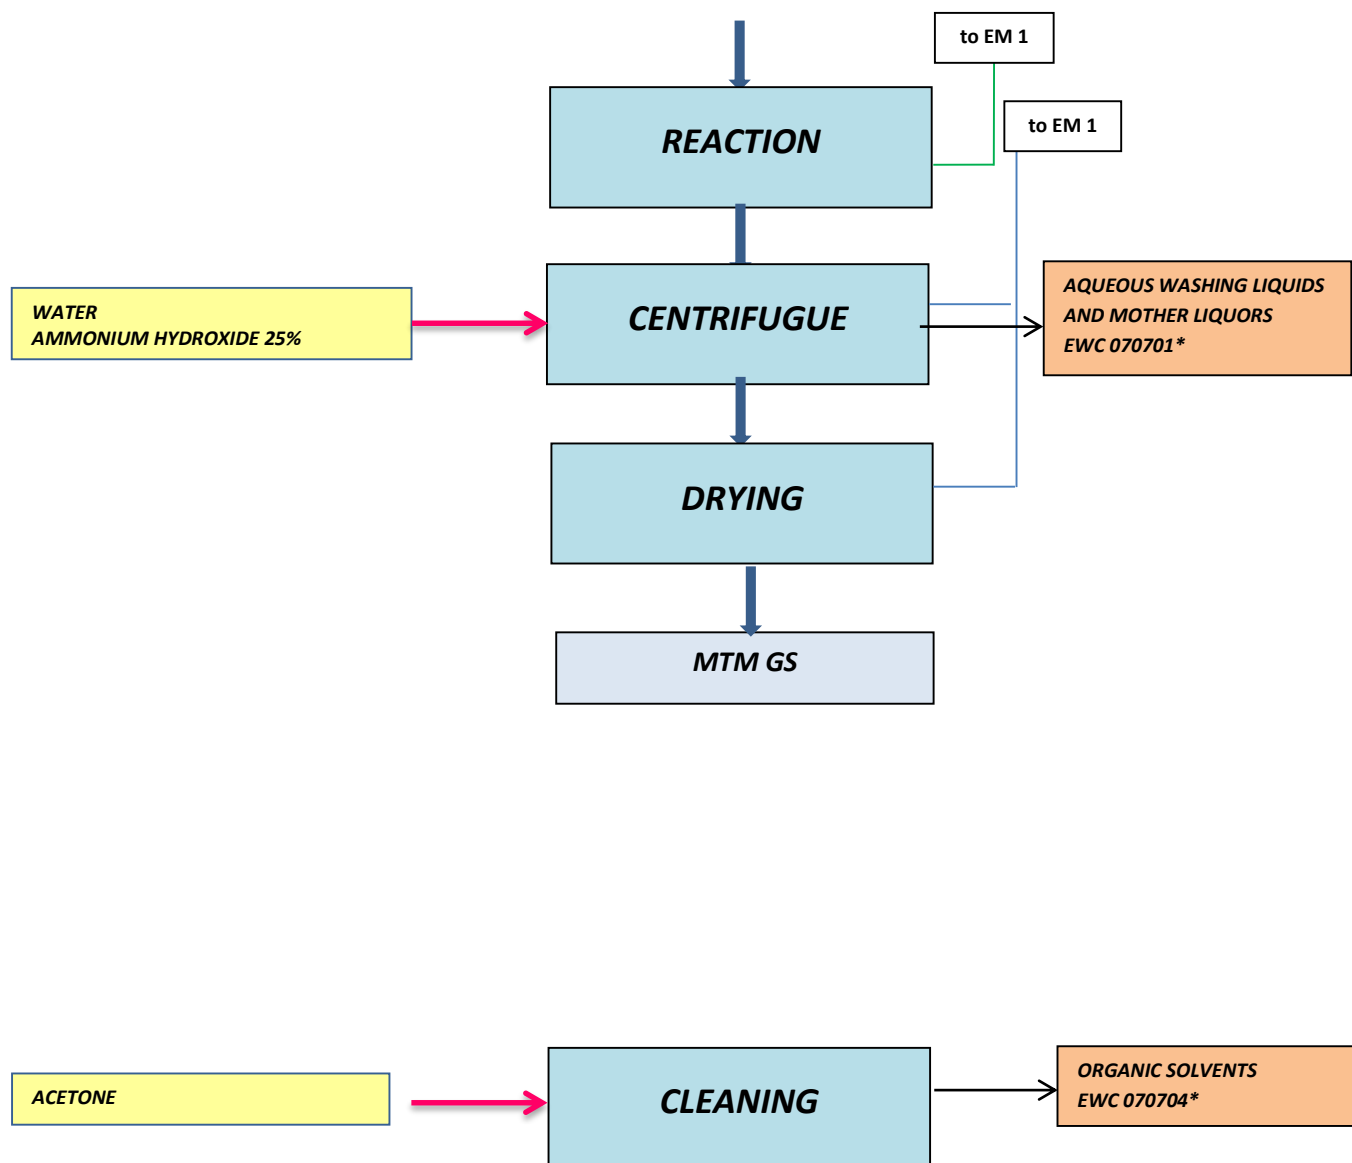 to EM 1
REACTION
to EM 1
WATER
AMMONIUM HYDROXIDE 25%
CENTRIFUGUE
AQUEOUS WASHING LIQUIDS
AND MOTHER LIQUORS
EWC 070701*
DRYING
MTM GS
ACETONE
CLEANING
ORGANIC SOLVENTS
EWC 070704*